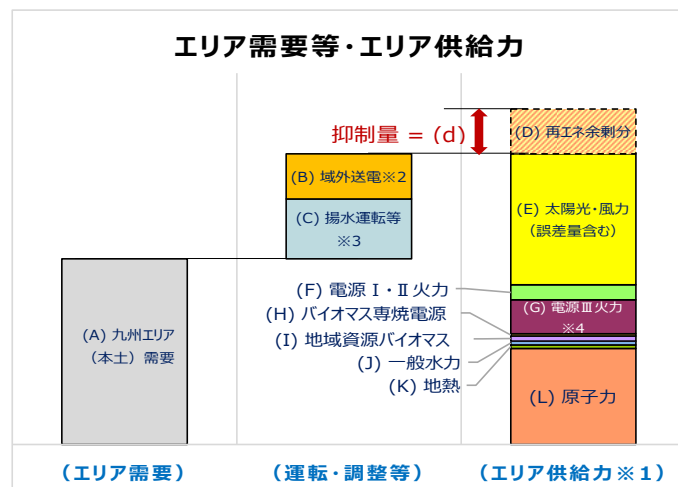 エリア需要等・エリア供給力
抑制量 = (d)
(D) 再エネ余剰分
(B) 域外送電※2
(C) 揚水運転等
※3
(E) 太陽光・風力
（誤差量含む）
(A) 九州エリア
（本土）需要
(F) 電源Ⅰ・Ⅱ火力
(G) 電源Ⅲ火力
※4
(H) バイオマス専焼電源
(I) 地域資源バイオマス
(J) 一般水力
(K) 地熱
(L) 原子力
（エリア需要）
（運転・調整等）
（エリア供給力※1）